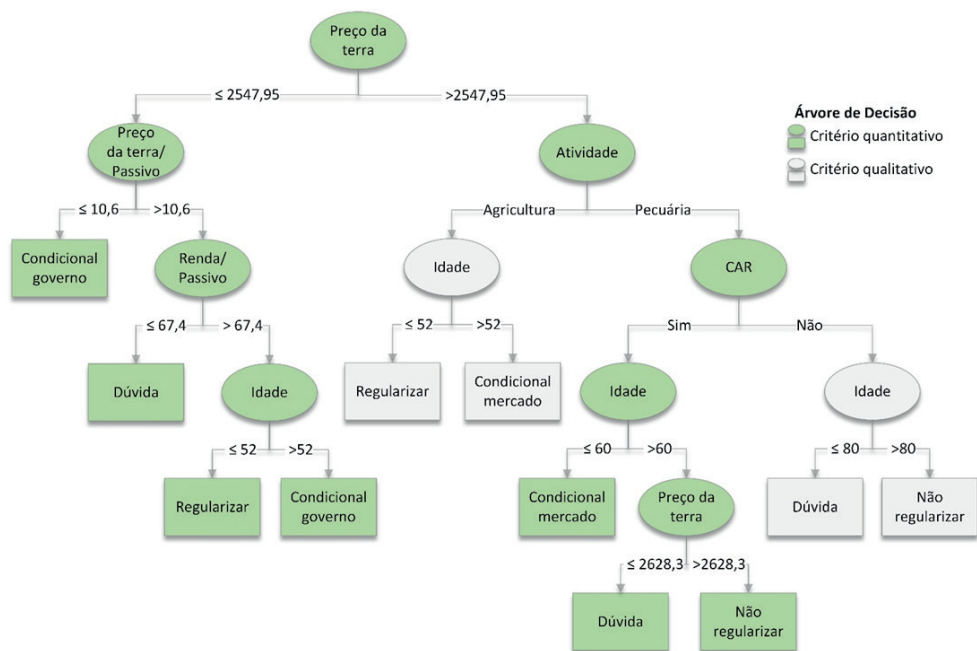 Preço da
terra
≤ 2547,95
>2547,95
Árvore de Decisão
Critério quantitativo
Critério qualitativo
Preço
da terra/
Passivo
Atividade
≤ 10,6
>10,6
Agricultura
Pecuária
Condicional
governo
Renda/
Passivo
Idade
CAR
≤ 67,4
> 67,4
≤ 52
>52
Sim
Não
Dúvida
Idade
Regularizar
Condicional
mercado
Idade
Idade
≤ 52
>52
≤ 60
>60
≤ 80
>80
Regularizar
Condicional
governo
Condicional
mercado
Preço da
terra
Dúvida
Não
regularizar
≤ 2628,3
>2628,3
Dúvida
Não
regularizar